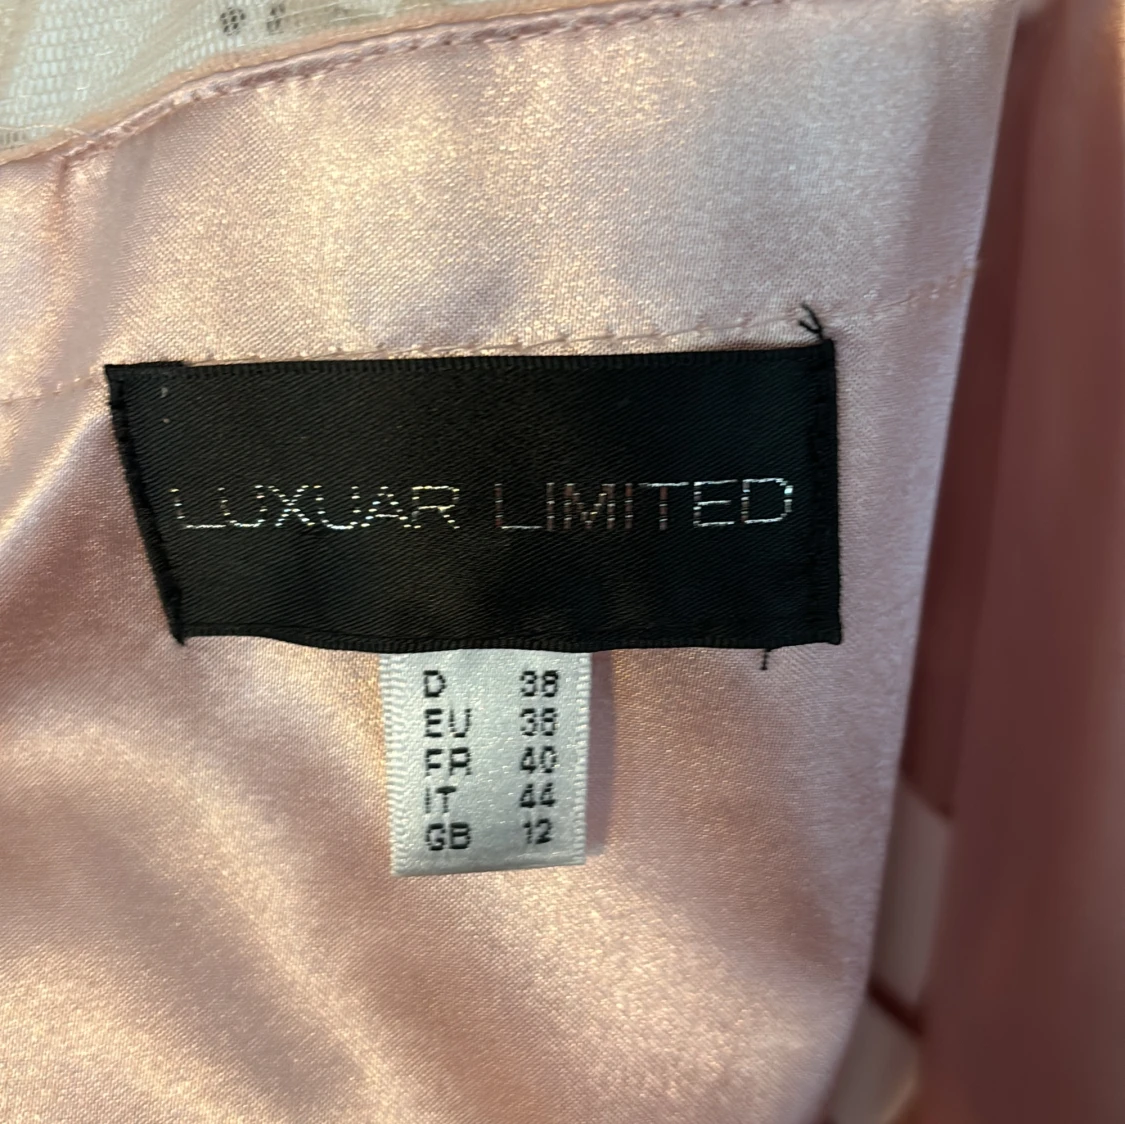 LUXUAR LIMITED
D 38
EU 38
FR 40
IT 44
GB 12